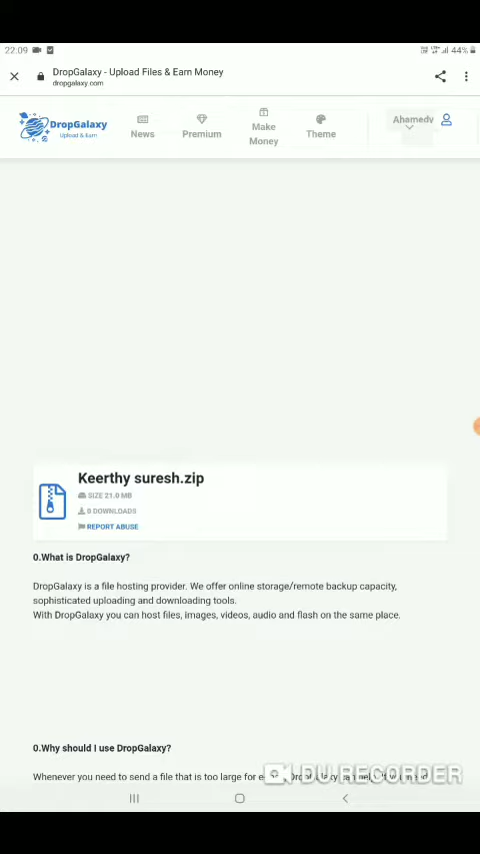 22:09
44%
DropGalaxy - Upload Files & Earn Money
dropgalaxy.com
DropGalaxy
Upload & Earn
News
Premium
Make
Money
Theme
Ahamedv
Keerthy suresh.zip
SIZE 21.0 MB
0 DOWNLOADS
REPORT ABUSE
0.What is DropGalaxy?
DropGalaxy is a file hosting provider. We offer online storage/remote backup capacity,
sophisticated uploading and downloading tools.
With DropGalaxy you can host files, images, videos, audio and flash on the same place.
0.Why should I use DropGalaxy?
Whenever you need to send a file that is too large for
DU RECORDER